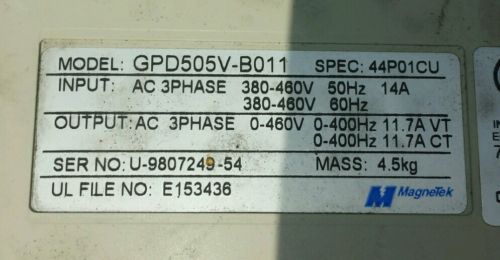 MODEL: GPD505V-B011 SPEC: 44P01CU
INPUT: AC 3PHASE 380-460V 50Hz 14A
380-460V 60Hz
OUTPUT: AC 3PHASE 0-460V 0-400Hz 11.7A VT
0-400Hz 11.7A CT
SER NO: U-9807249-54 MASS: 4.5kg
UL FILE NO: E153436
MagneTek